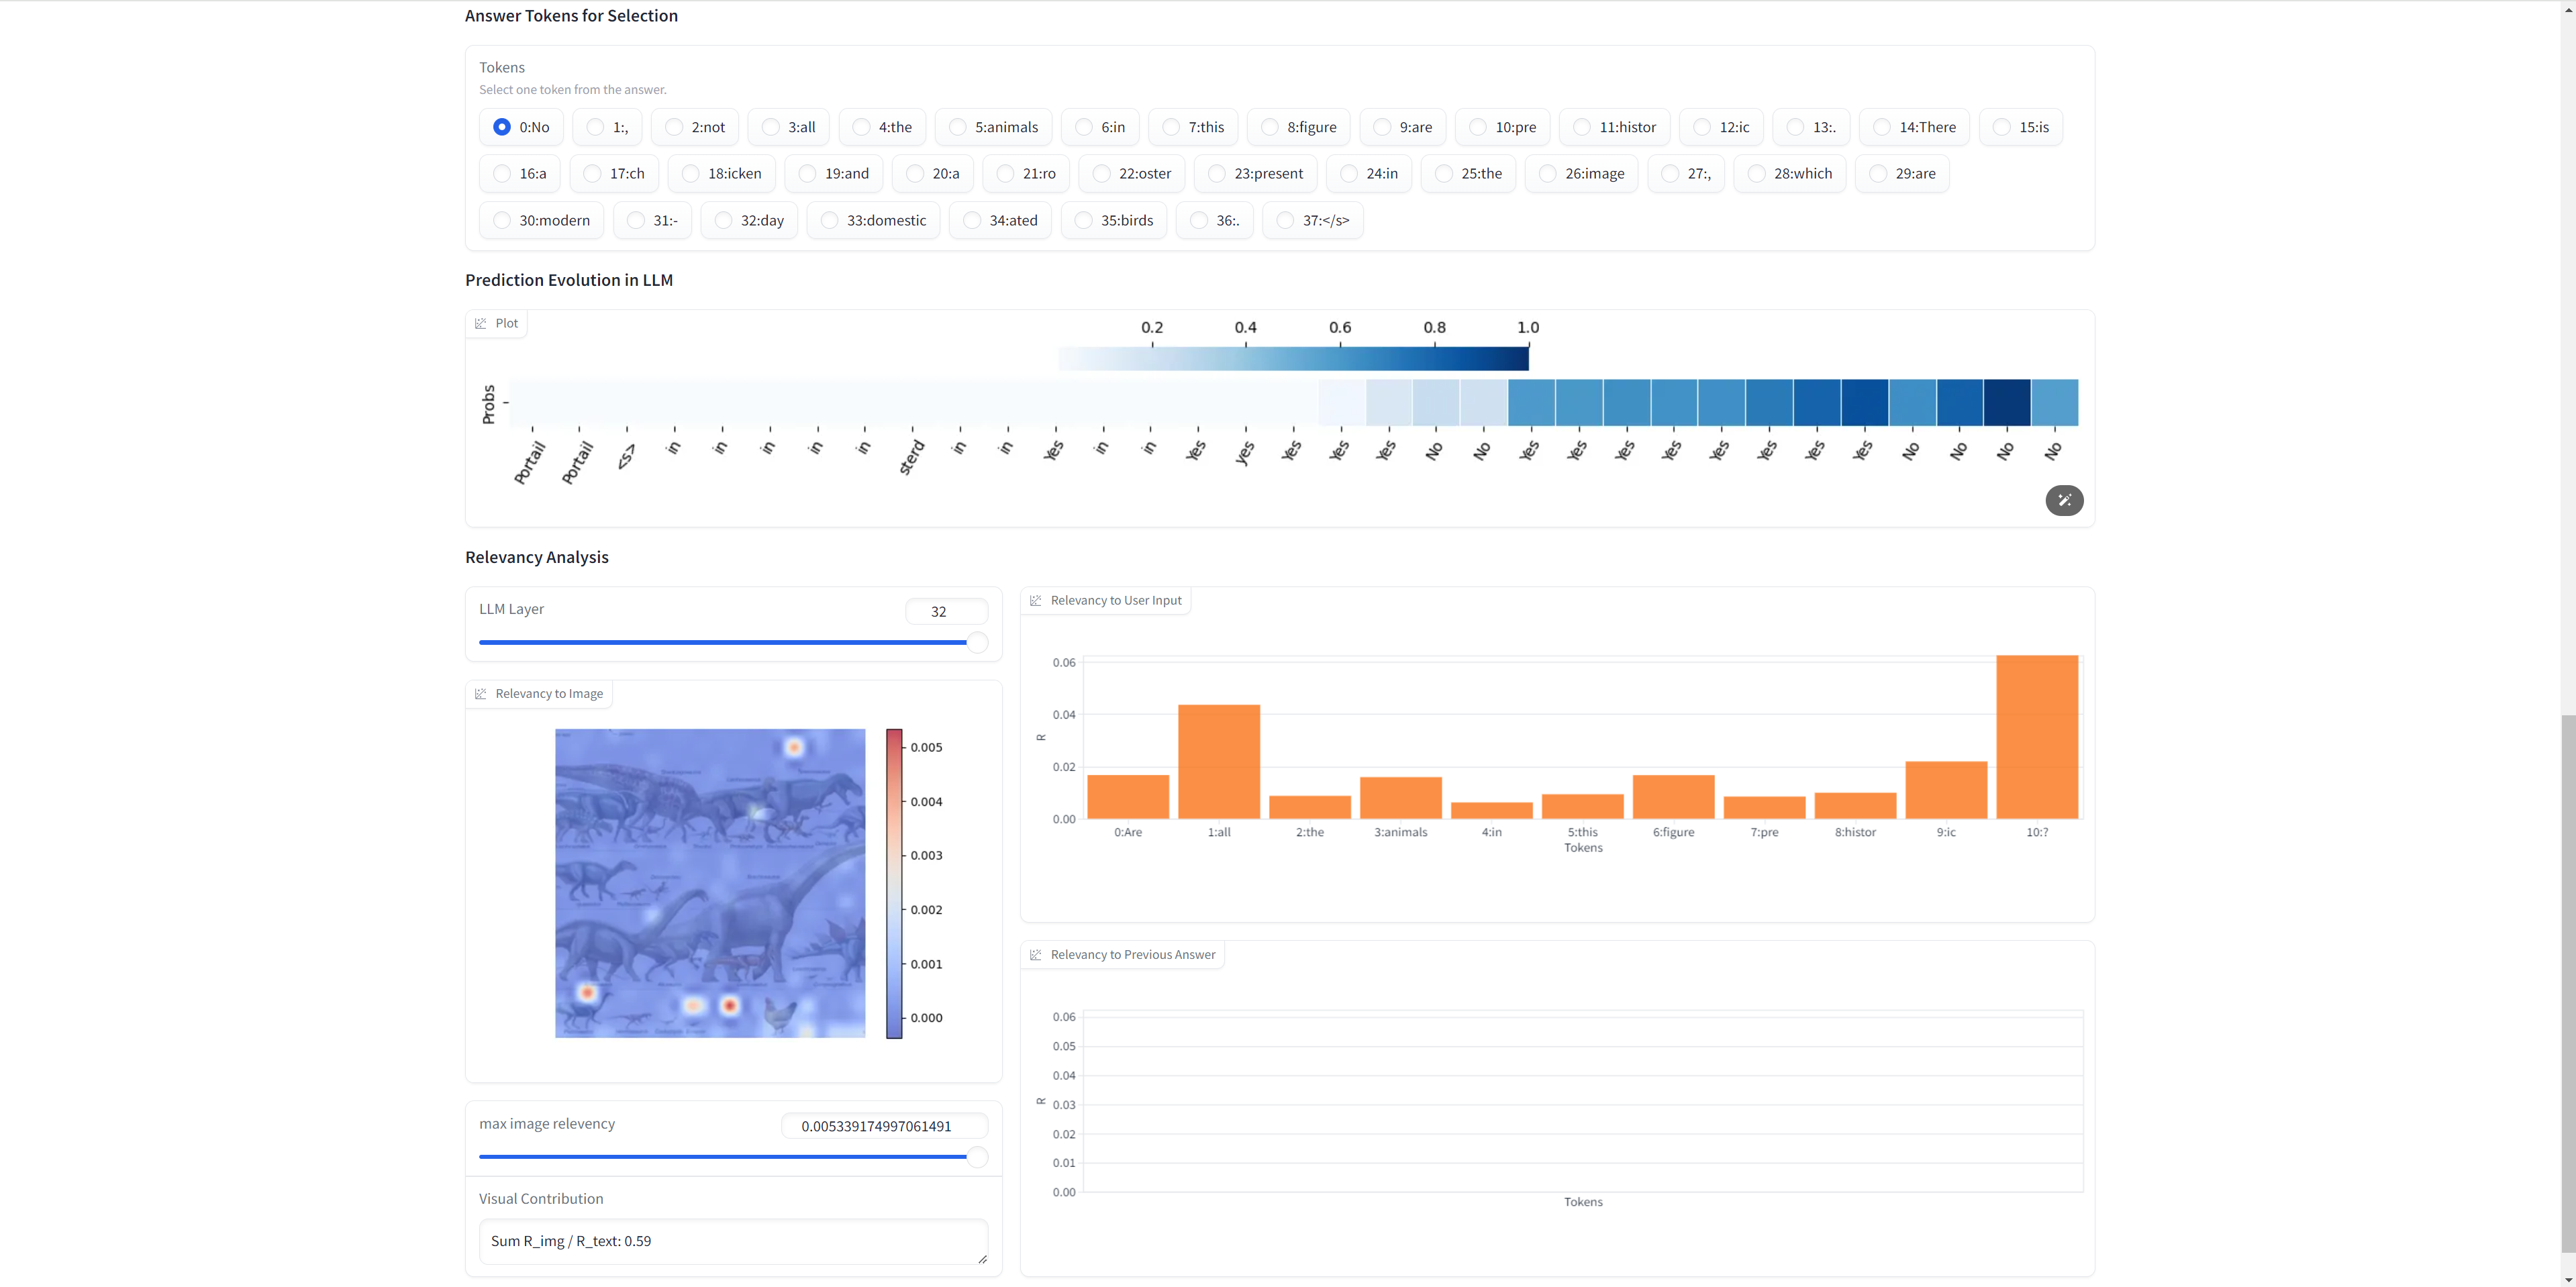 Answer Tokens for Selection
Tokens
Select one token from the answer.
0:No 1:, 2:not 3:all 4:the 5:animals 6:in 7:this 8:figure 9:are 10:pre 11:histor 12:ic 13:. 14:There 15:is
16:a 17:ch 18:icken 19:and 20:a 21:ro 22:oster 23:present 24:in 25:the 26:image 27:, 28:which 29:are
30:modern 31:- 32:day 33:domestic 34:ated 35:birds 36:. 37:</s>
Prediction Evolution in LLM
Plot
0.2 0.4 0.6 0.8 1.0
Probs
Portail Portail <s> in in in in in sterd in in Yes in in Yes yes Yes Yes Yes No No Yes Yes Yes Yes Yes Yes Yes Yes No No No No
Relevancy Analysis
LLM Layer
32
Relevancy to Image
0.005
0.004
0.003
0.002
0.001
0.000
max image relevency
0.005339174997061491
Visual Contribution
Sum R_img / R_text: 0.59
Relevancy to User Input
0.06
0.04
0.02
0.00
R
0:Are 1:all 2:the 3:animals 4:in 5:this 6:figure 7:pre 8:histor 9:ic 10:?
Tokens
Relevancy to Previous Answer
0.06
0.05
0.04
0.03
0.02
0.01
0.00
R
Tokens